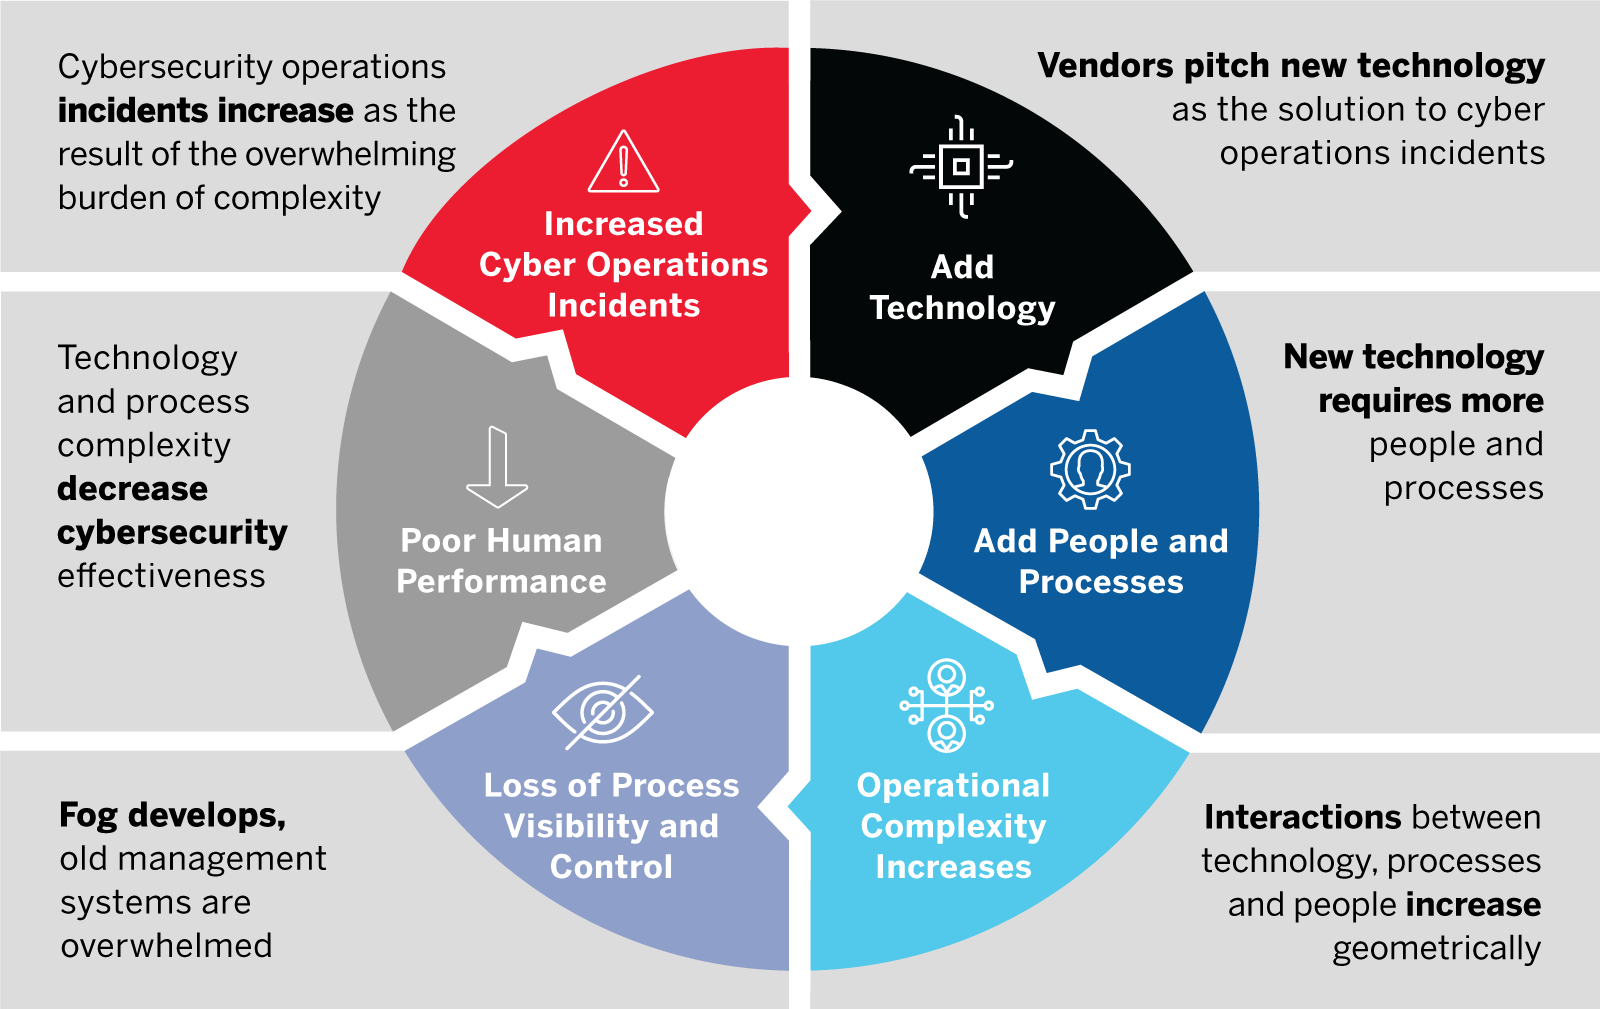 Cybersecurity operations
incidents increase as the
result of the overwhelming
burden of complexity
Increased
Cyber Operations
Incidents
Add
Technology
Vendors pitch new technology
as the solution to cyber
operations incidents
Technology
and process
complexity
decrease
cybersecurity
effectiveness
Poor Human
Performance
Add People and
Processes
New technology
requires more
people and
processes
Fog develops,
old management
systems are
overwhelmed
Loss of Process
Visibility and
Control
Operational
Complexity
Increases
Interactions between
technology, processes
and people increase
geometrically